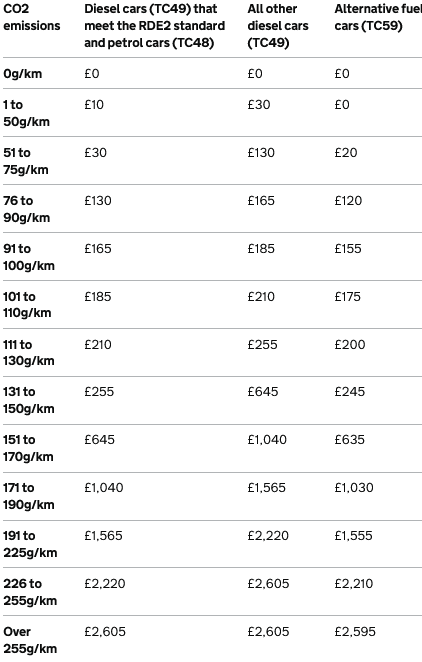 CO2 emissions | Diesel cars (TC49) that meet the RDE2 standard and petrol cars (TC48) | All other diesel cars (TC49) | Alternative fuel cars (TC59)
0g/km | £0 | £0 | £0
1 to 50g/km | £10 | £30 | £0
51 to 75g/km | £30 | £130 | £20
76 to 90g/km | £130 | £165 | £120
91 to 100g/km | £165 | £185 | £155
101 to 110g/km | £185 | £210 | £175
111 to 130g/km | £210 | £255 | £200
131 to 150g/km | £255 | £645 | £245
151 to 170g/km | £645 | £1,040 | £635
171 to 190g/km | £1,040 | £1,565 | £1,030
191 to 225g/km | £1,565 | £2,220 | £1,555
226 to 255g/km | £2,220 | £2,605 | £2,210
Over 255g/km | £2,605 | £2,605 | £2,595